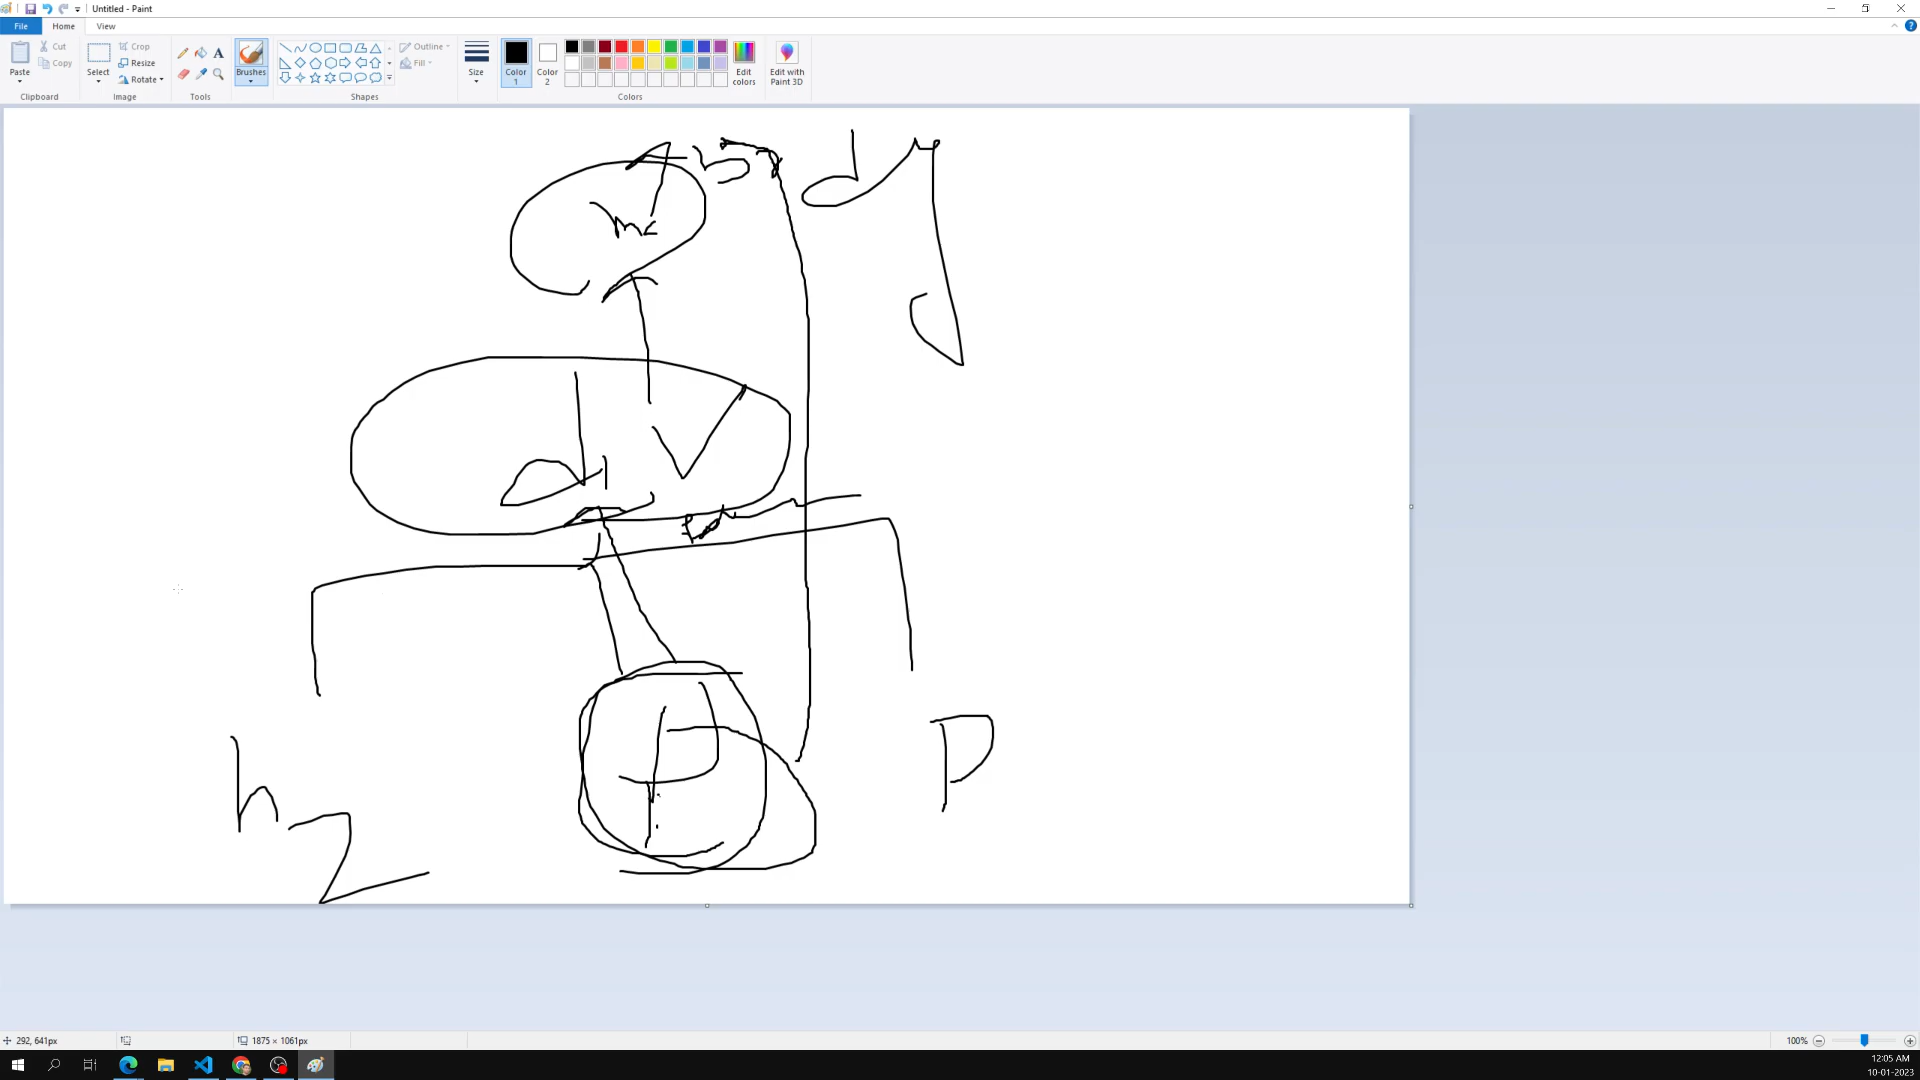 Untitled - Paint
File
Home
View
Paste
Cut
Copy
Clipboard
Select
Crop
Resize
Rotate
Image
A
Tools
Brushes
Outline
Fill
Shapes
Size
Color
1
Color
2
Edit
colors
Edit with
Paint 3D
Colors
div
h2
P
P
292, 641px
1875 × 1061px
100%
12:05 AM
10-01-2023